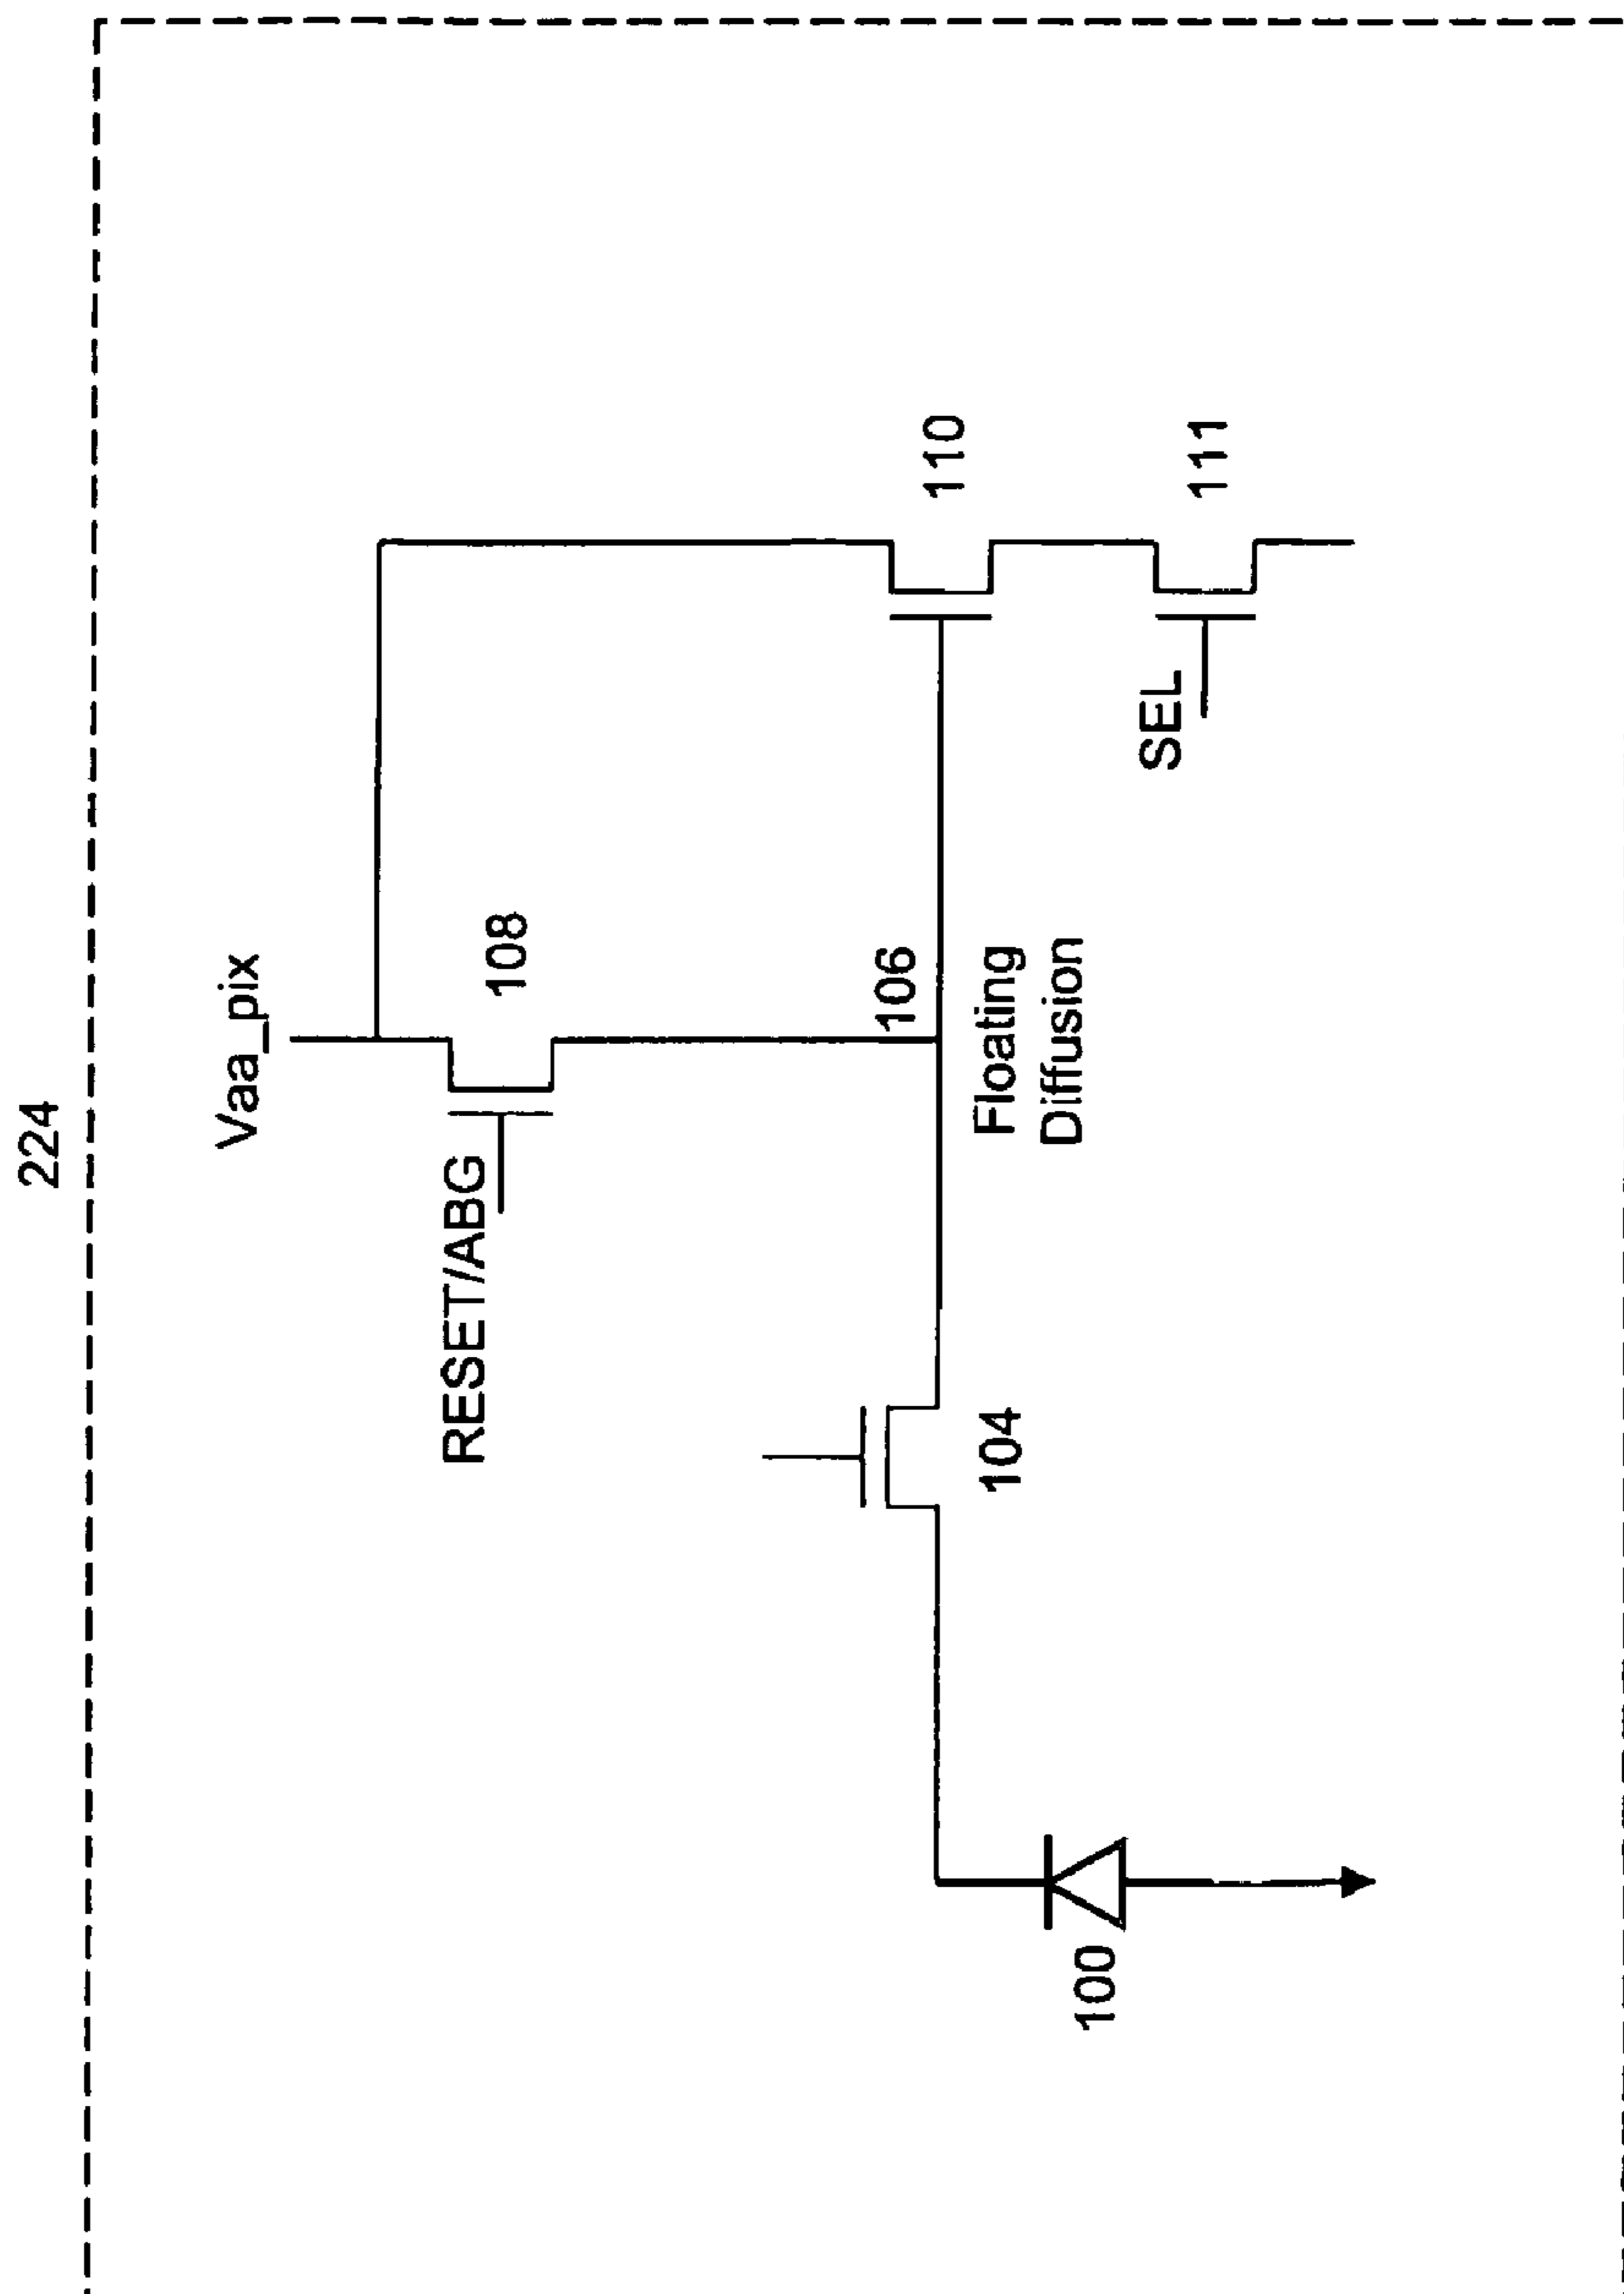 224
Vaa_pix
RESET/ABG
108
106
Floating
Diffusion
110
104
SEL
111
100